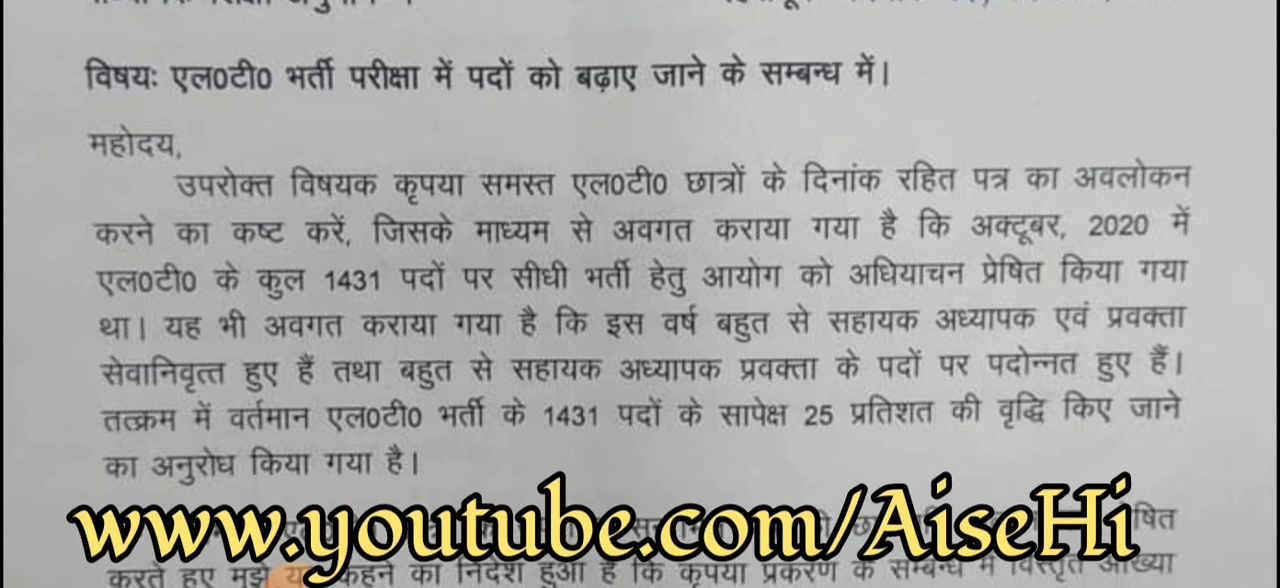 विषयः एल0टी0 भर्ती परीक्षा में पदों को बढ़ाए जाने के सम्बन्ध में।
महोदय,
उपरोक्त विषयक कृपया समस्त एल0टी0 छात्रों के दिनांक रहित पत्र का अवलोकन
करने का कष्ट करें, जिसके माध्यम से अवगत कराया गया है कि अक्टूबर, 2020 में
एल0टी0 के कुल 1431 पदों पर सीधी भर्ती हेतु आयोग को अधियाचन प्रेषित किया गया
था। यह भी अवगत कराया गया है कि इस वर्ष बहुत से सहायक अध्यापक एवं प्रवक्ता
सेवानिवृत्त हुए हैं तथा बहुत से सहायक अध्यापक प्रवक्ता के पदों पर पदोन्नत हुए हैं।
तत्क्रम में वर्तमान एल0टी0 भर्ती के 1431 पदों के सापेक्ष 25 प्रतिशत की वृद्धि किए जाने
का अनुरोध किया गया है।
www.youtube.com/AiseHi
करते हुए मुझे कहने का निदेश हुआ है कि कृपया प्रकरण के सम्बन्ध में विस्तृत आख्या